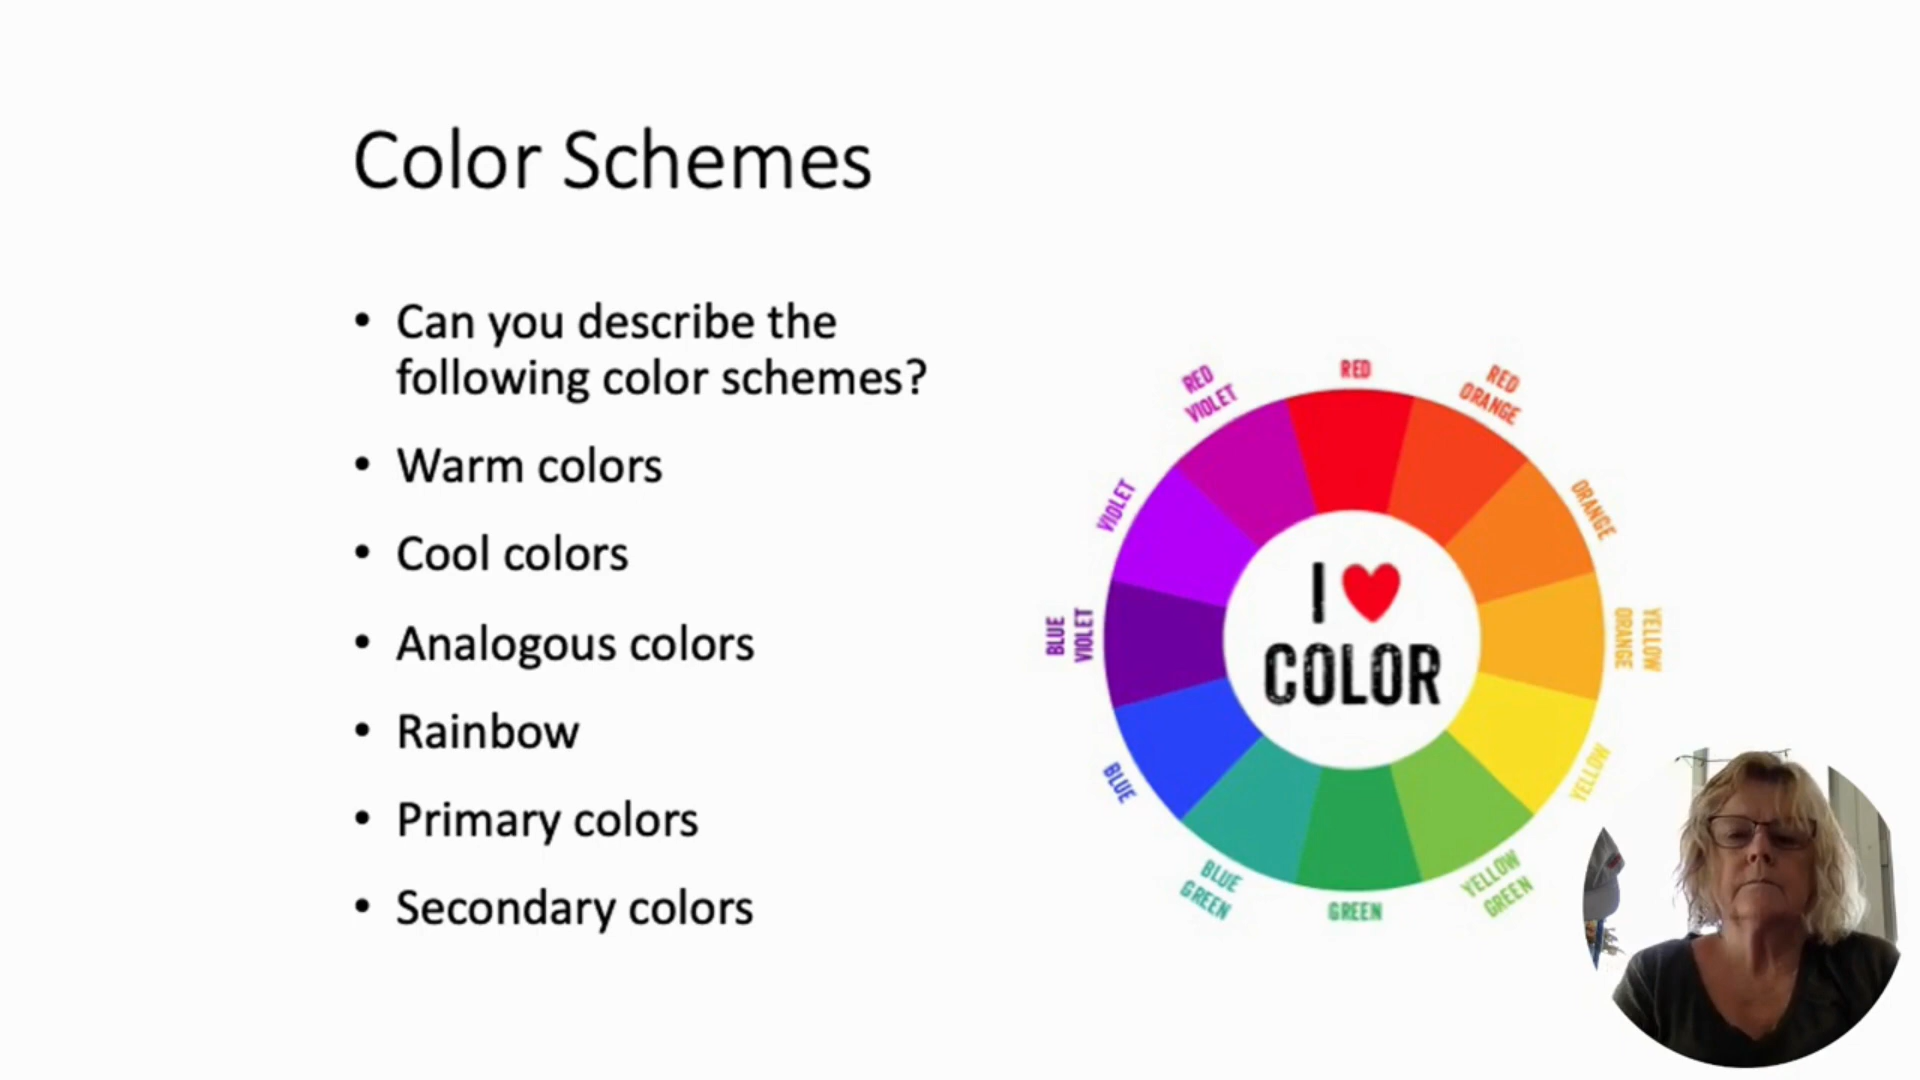 Color Schemes
• Can you describe the
following color schemes?
• Warm colors
• Cool colors
• Analogous colors
• Rainbow
• Primary colors
• Secondary colors
RED
RED
ORANGE
ORANGE
YELLOW
ORANGE
YELLOW
YELLOW
GREEN
GREEN
BLUE
GREEN
BLUE
BLUE
VIOLET
VIOLET
RED
VIOLET
I ❤
COLOR